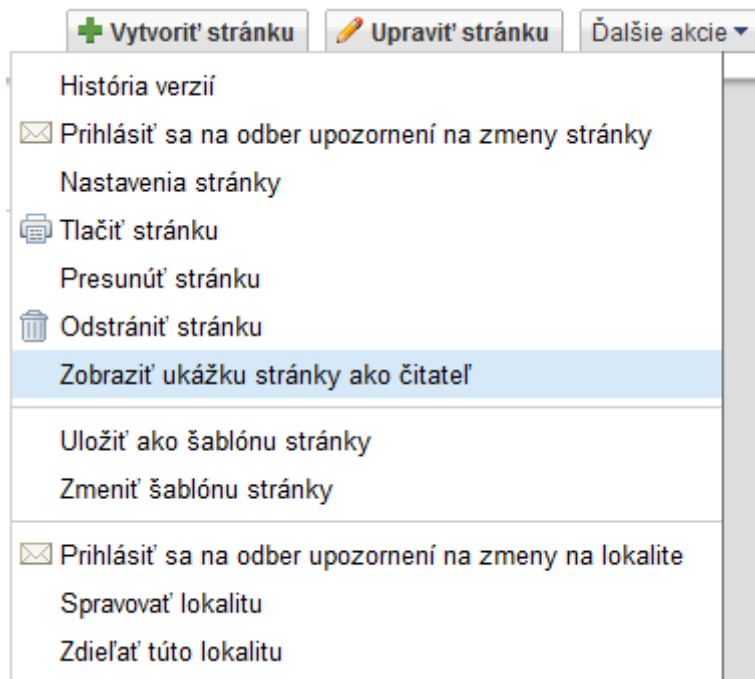 Vytvoriť stránku Upraviť stránku Ďalšie akcie
História verzií
Prihlásiť sa na odber upozornení na zmeny stránky
Nastavenia stránky
Tlačiť stránku
Presunúť stránku
Odstrániť stránku
Zobraziť ukážku stránky ako čitateľ
Uložiť ako šablónu stránky
Zmeniť šablónu stránky
Prihlásiť sa na odber upozornení na zmeny na lokalite
Spravovať lokalitu
Zdieľať túto lokalitu